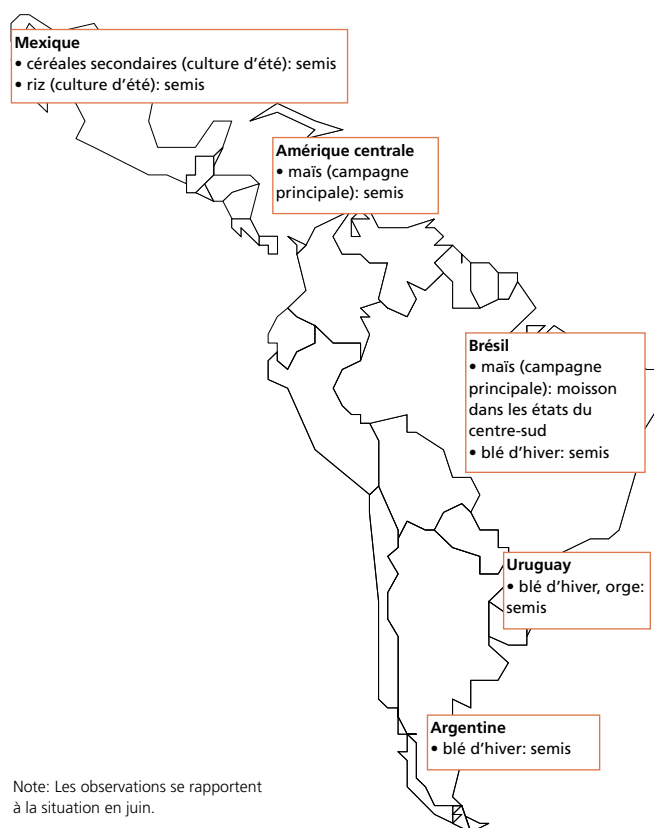 Mexique
• céréales secondaires (culture d'été): semis
• riz (culture d'été): semis
Amérique centrale
• maïs (campagne
principale): semis
Brésil
• maïs (campagne
principale): moisson
dans les états du
centre-sud
• blé d'hiver: semis
Uruguay
• blé d'hiver, orge:
semis
Argentine
• blé d'hiver: semis
Note: Les observations se rapportent
à la situation en juin.